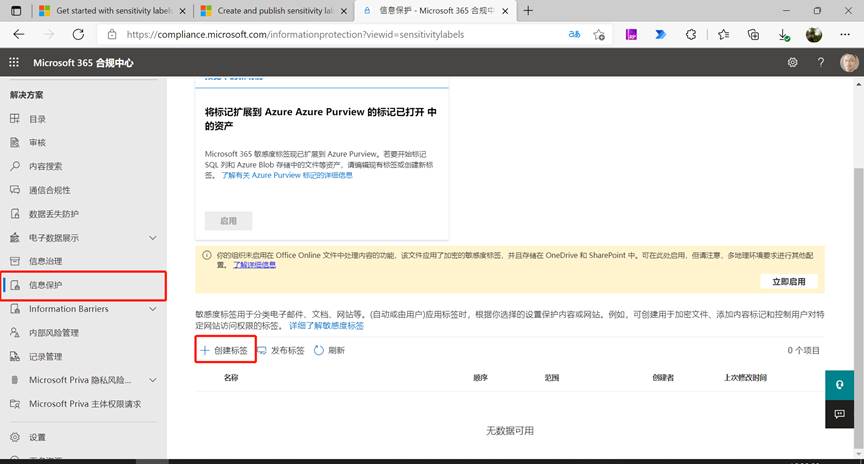 Get started with sensitivity labels
Create and publish sensitivity lal
信息保护 - Microsoft 365 合规中心
https://compliance.microsoft.com/informationprotection?viewid=sensitivitylabels
Microsoft 365 合规中心
解决方案
目录
审核
内容搜索
通信合规性
数据丢失防护
电子数据展示
信息治理
信息保护
Information Barriers
内部风险管理
记录管理
Microsoft Priva 隐私风险...
Microsoft Priva 主体权限请求
设置
将标记扩展到 Azure Azure Purview 的标记已打开 中
的资产
Microsoft 365 敏感度标签现已扩展到 Azure Purview。若要开始标记
SQL 列和 Azure Blob 存储中的文件等资产，请编辑现有标签或创建新标
签。 了解有关 Azure Purview 标记的详细信息
启用
你的组织未启用在 Office Online 文件中处理内容的功能，该文件应用了加密的敏感度标签，并且存储在 OneDrive 和 SharePoint 中。可在此处启用，但请注意，多地理环境要求进行其他配
置。 了解详细信息
立即启用
敏感度标签用于分类电子邮件、文档、网站等。(自动或由用户)应用标签时，根据你选择的设置保护内容或网站。例如，可创建用于加密文件、添加内容标记和控制用户对特
定网站访问权限的标签。 详细了解敏感度标签
创建标签 发布标签 刷新 0 个项目
名称 顺序 范围 创建者 上次修改时间
无数据可用